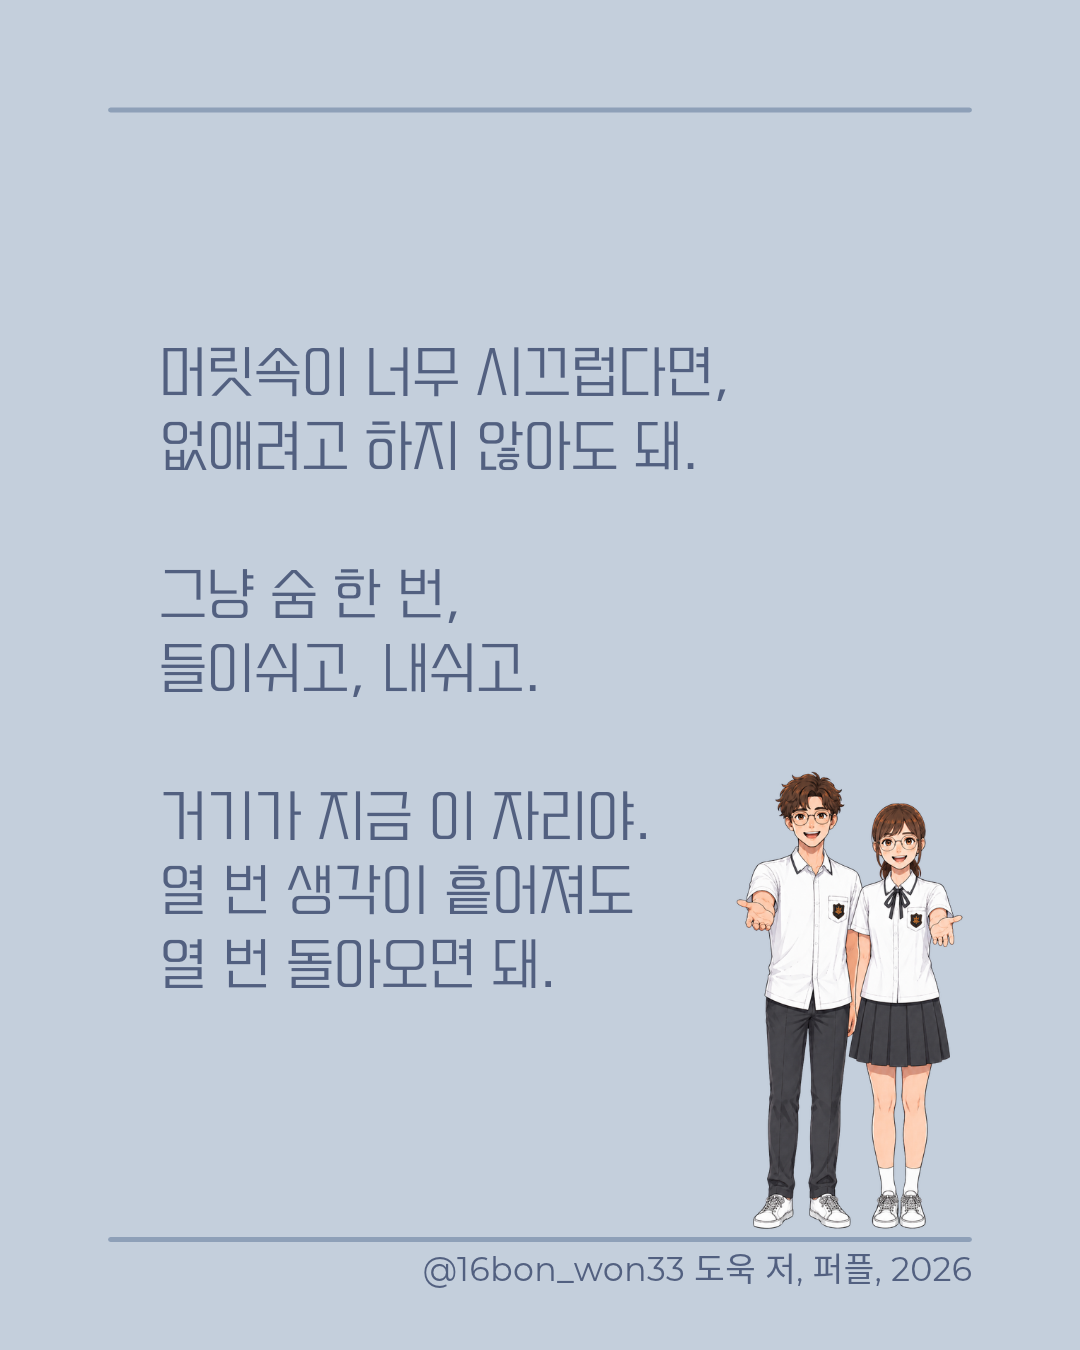 머릿속이 너무 시끄럽다면,
없애려고 하지 않아도 돼.
그냥 숨 한 번,
들이쉬고, 내쉬고.
거기가 지금 이 자리야.
열 번 생각이 흩어져도
열 번 돌아오면 돼.
@16bon_won33 도욱 저, 퍼플, 2026